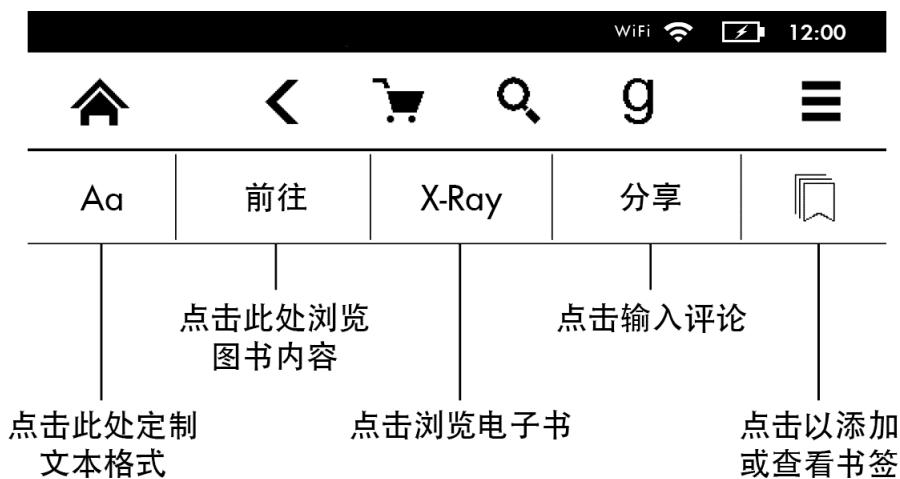 WiFi 12:00
g
Aa 前往 X-Ray 分享
点击此处浏览
图书内容
点击输入评论
点击此处定制
文本格式
点击浏览电子书
点击以添加
或查看书签